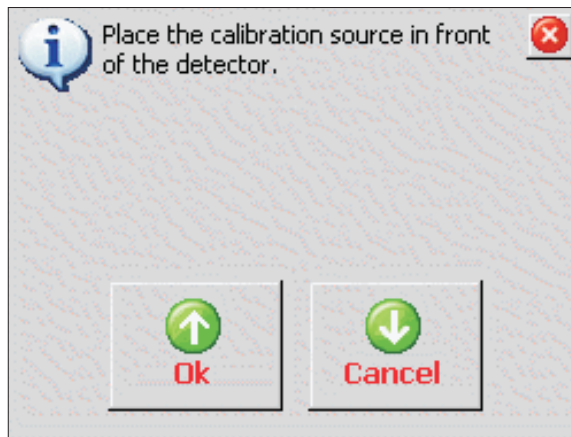 Place the calibration source in front
of the detector.
Ok
Cancel